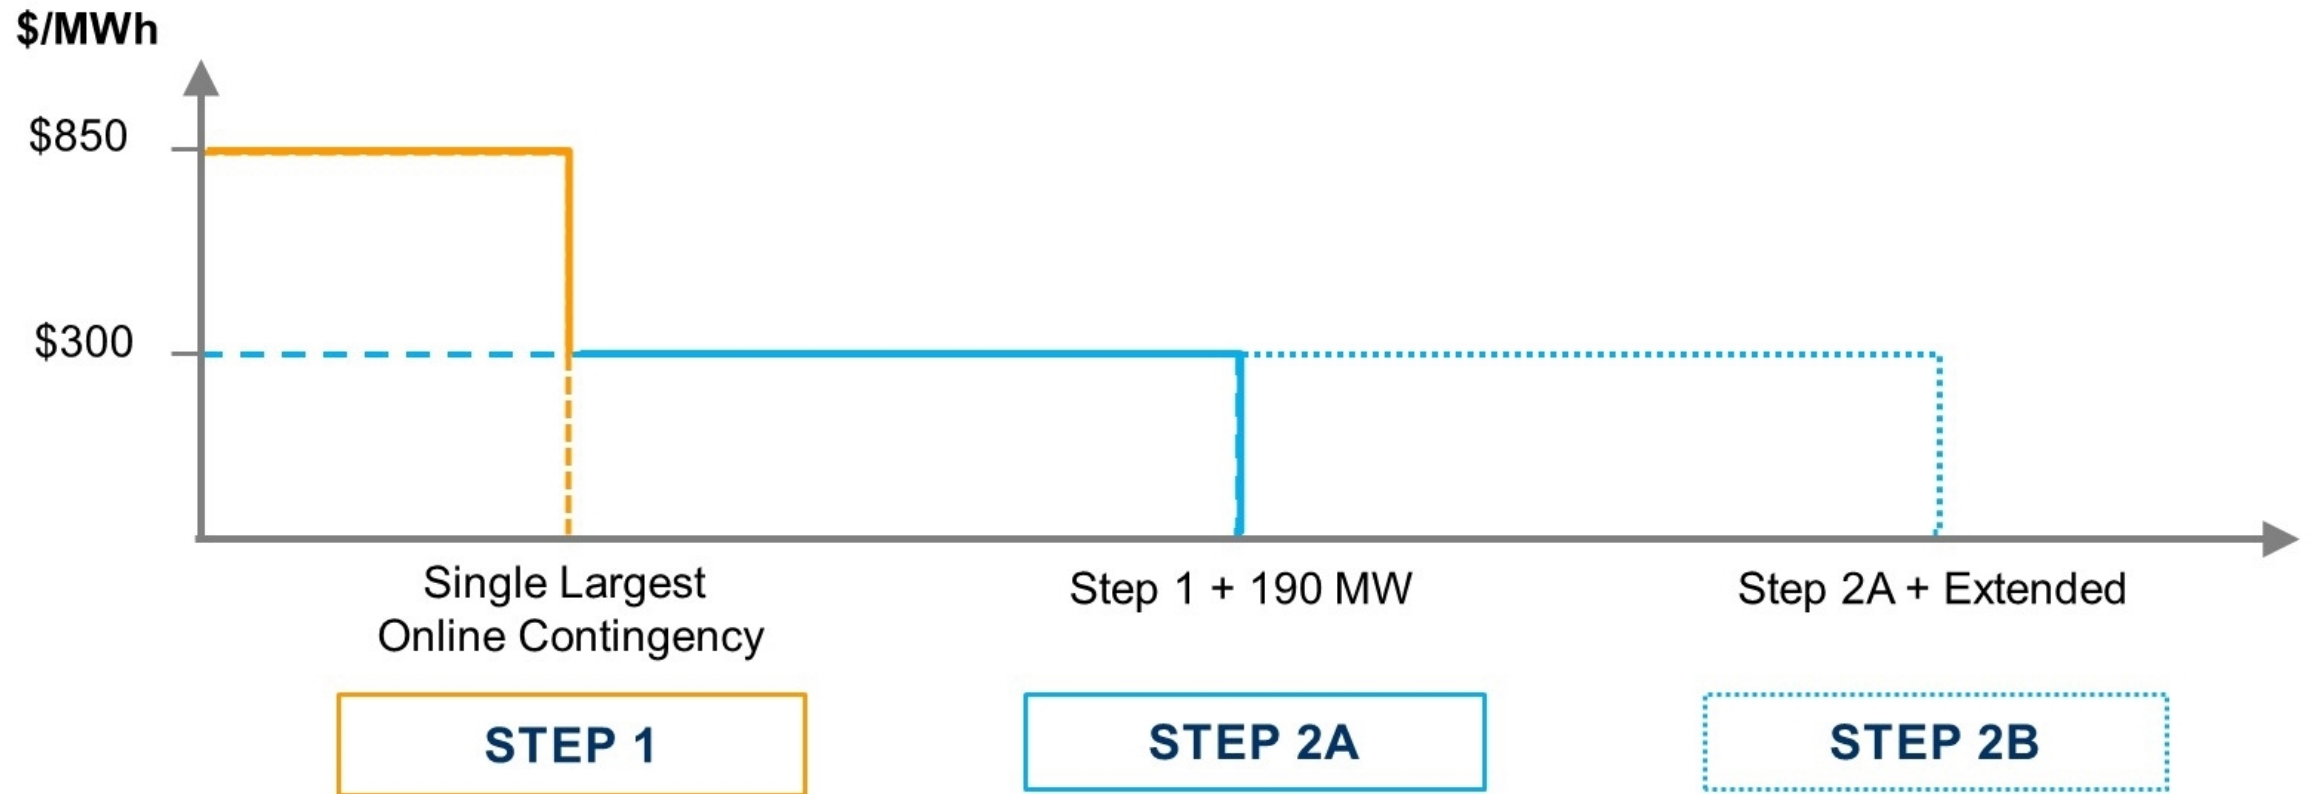 $/MWh
$850
$300
Single Largest
Online Contingency
Step 1 + 190 MW
Step 2A + Extended
STEP 1
STEP 2A
STEP 2B